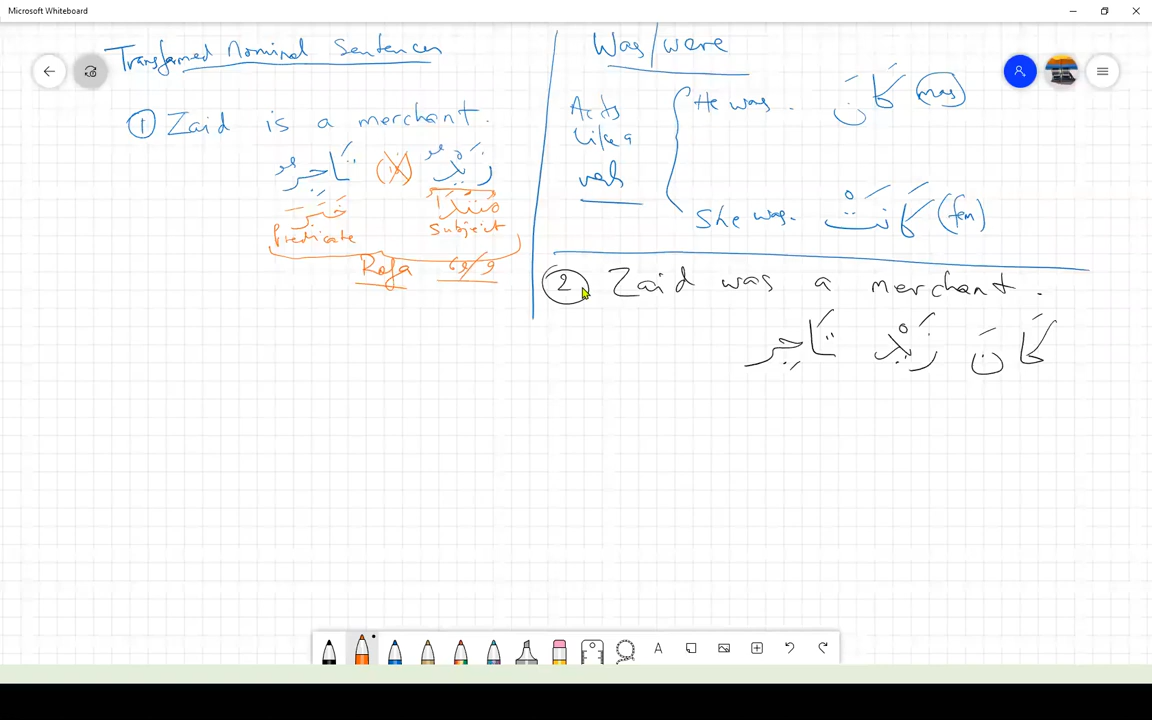 Microsoft Whiteboard
Transformed Nominal Sentences
① Zaid is a merchant.
زَيْدٌ (is) تَاجِرٌ
مبتدأ خَبَر
Subject Predicate
Rafa
Was/were
Acts like a verb
He was. كَانَ (mas)
She was. كَانَتْ (fem)
② Zaid was a merchant.
كَانَ زَيْد تَاجِر
A